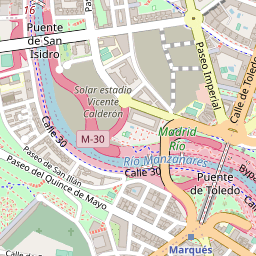 16
Puente
de San
Isidro
Solar estadio
Vicente
Calderón
Paseo Imperial
Calle de Toledo
Calle 30
M-30
Madrid
Río
Río Manzanares
Paseo de San Illán
Paseo del Quince de Mayo
Calle 30
Puente
de Toledo
Marqués